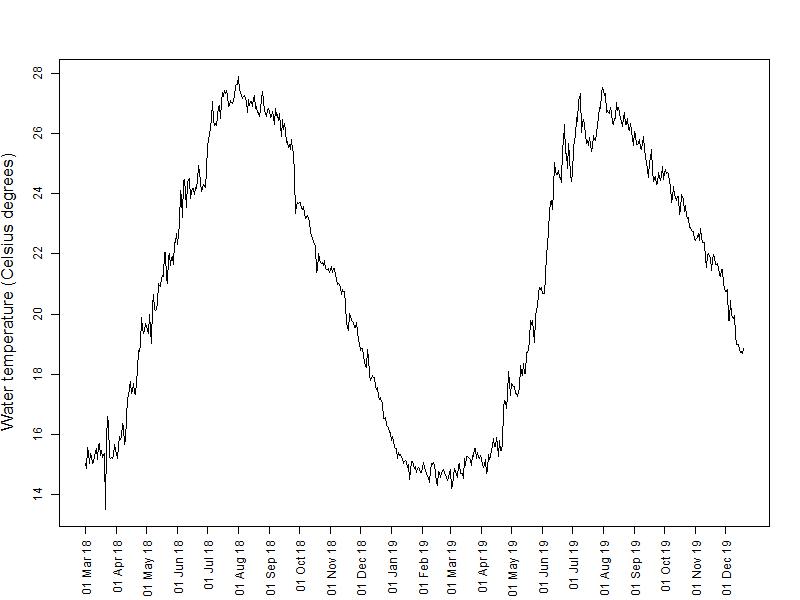 Water temperature (Celsius degrees)
28
26
24
22
20
18
16
14
01 Mar 18
01 Apr 18
01 May 18
01 Jun 18
01 Jul 18
01 Aug 18
01 Sep 18
01 Oct 18
01 Nov 18
01 Dec 18
01 Jan 19
01 Feb 19
01 Mar 19
01 Apr 19
01 May 19
01 Jun 19
01 Jul 19
01 Aug 19
01 Sep 19
01 Oct 19
01 Nov 19
01 Dec 19